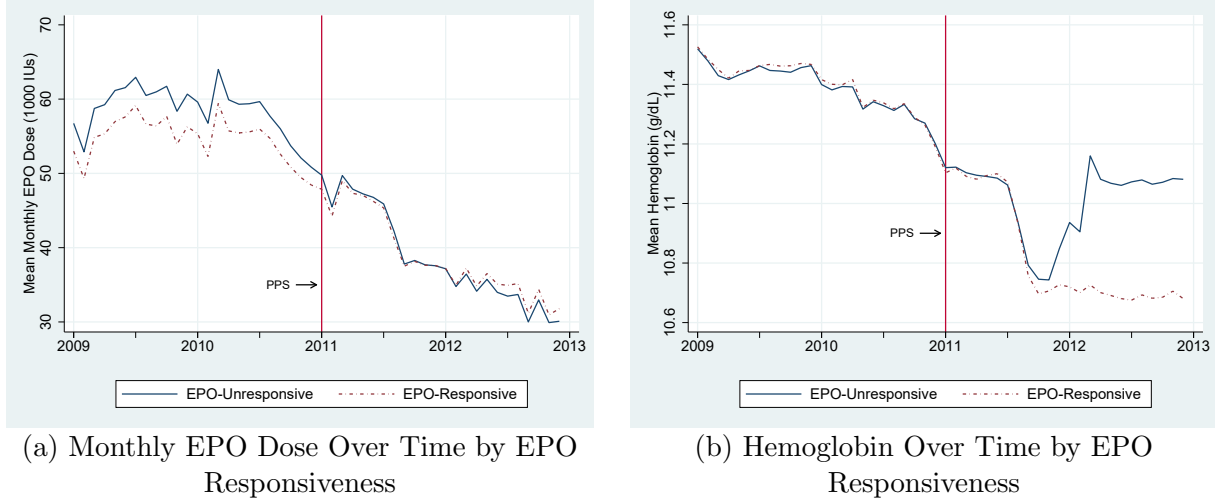 Mean Monthly EPO Dose (1000 IUs)
70
60
50
40
30
PPS
2009
2010
2011
2012
2013
EPO-Unresponsive
EPO-Responsive
(a) Monthly EPO Dose Over Time by EPO
Responsiveness
Mean Hemoglobin (g/dL)
11.6
11.4
11.2
11
10.8
10.6
PPS
2009
2010
2011
2012
2013
EPO-Unresponsive
EPO-Responsive
(b) Hemoglobin Over Time by EPO
Responsiveness